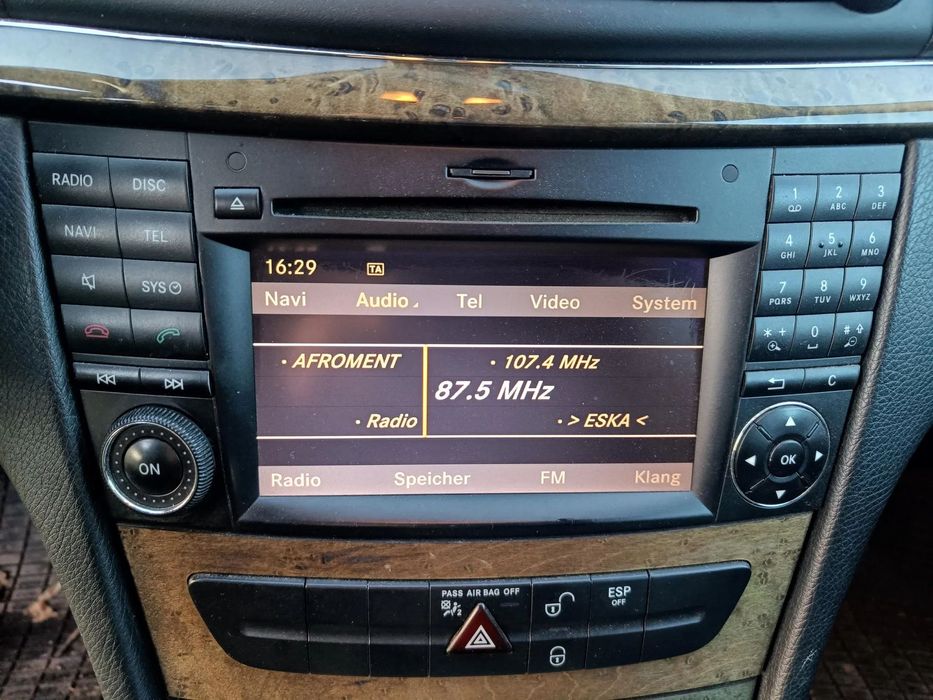 RADIO DISC
NAVI TEL
SYS
ON
16:29 TA
Navi Audio Tel Video System
• AFROMENT • 107.4 MHz
87.5 MHz
• Radio • > ESKA <
Radio Speicher FM Klang
1 2 ABC 3 DEF
4 GHI 5 JKL 6 MNO
7 PQRS 8 TUV 9 WXYZ
* + 0 #
C
OK
PASS AIR BAG OFF
2
ESP
OFF